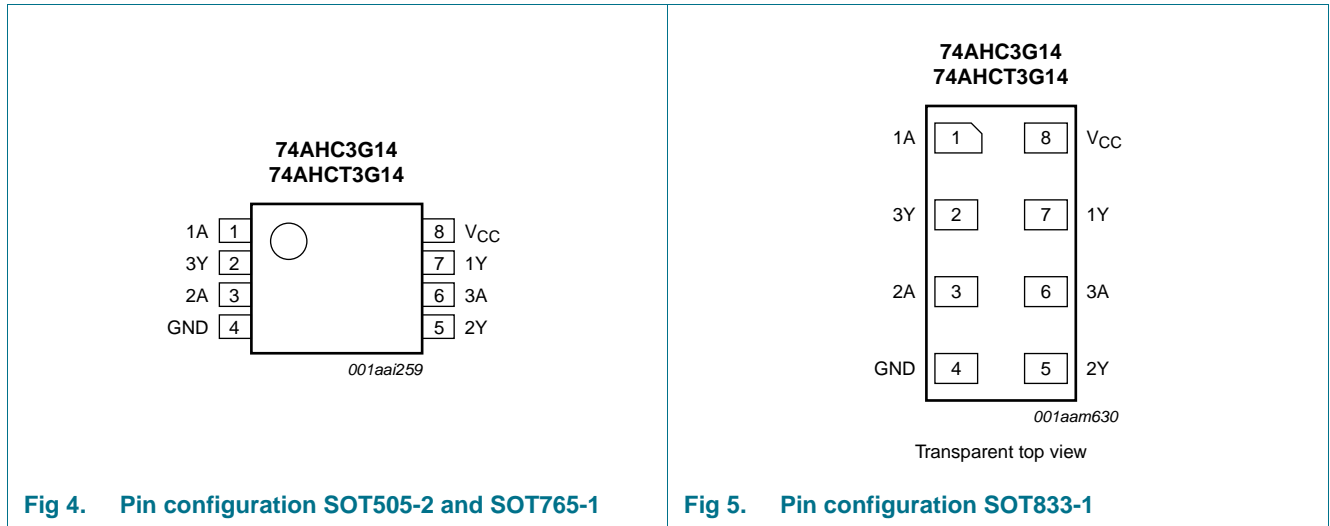 74AHC3G14
74AHCT3G14
1A 1 8 VCC
3Y 2 7 1Y
2A 3 6 3A
GND 4 5 2Y
001aai259
Fig 4. Pin configuration SOT505-2 and SOT765-1
74AHC3G14
74AHCT3G14
1A 1 8 VCC
3Y 2 7 1Y
2A 3 6 3A
GND 4 5 2Y
001aam630
Transparent top view
Fig 5. Pin configuration SOT833-1